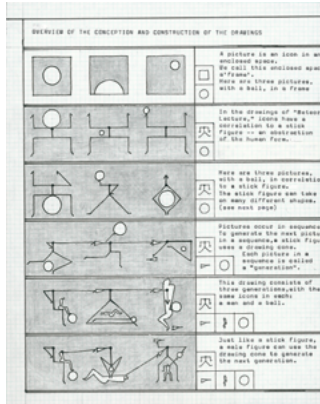 OVERVIEW OF THE CONCEPTION AND CONSTRUCTION OF THE DRAWINGS
A picture is an icon in an
enclosed space.
We call this enclosed space
a "frame".
Here are three pictures,
with a ball, in a frame
In the drawings of "Meteor
Lecture," icons have a
correlation to a stick
figure -- an abstraction
of the human form.
Here are three pictures,
with a ball, in correlation
to a stick figure.
The stick figure can take
on many different shapes.
(see next page)
Pictures occur in sequence.
To generate the next picture
in a sequence, a stick figure
uses a drawing cone.
Each picture in a
sequence is called
a "generation".
This drawing consists of
three generations, with the
same icons in each:
a man and a ball.
Just like a stick figure,
a male figure can use the
drawing cone to generate
the next generation.